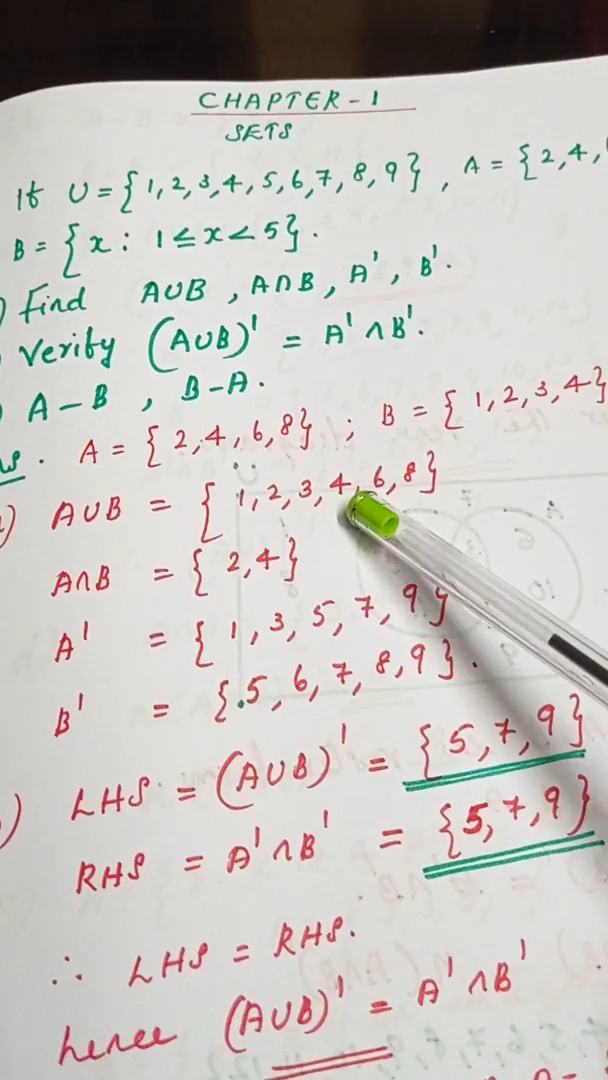 CHAPTER-1
SETS
If U = {1,2,3,4,5,6,7,8,9}, A = {2,4,
B = {x: 1≤x<5}.
Find A∪B, A∩B, A', B'.
Verify (A∪B)' = A'∩B'.
A-B, B-A.
A = {2,4,6,8}; B = {1,2,3,4}
A∪B = {1,2,3,4,6,8}
A∩B = {2,4}
A' = {1,3,5,7,9}
B' = {5,6,7,8,9}.
LHS = (A∪B)' = {5,7,9}
RHS = A'∩B' = {5,7,9}
∴ LHS = RHS.
hence (A∪B)' = A'∩B'